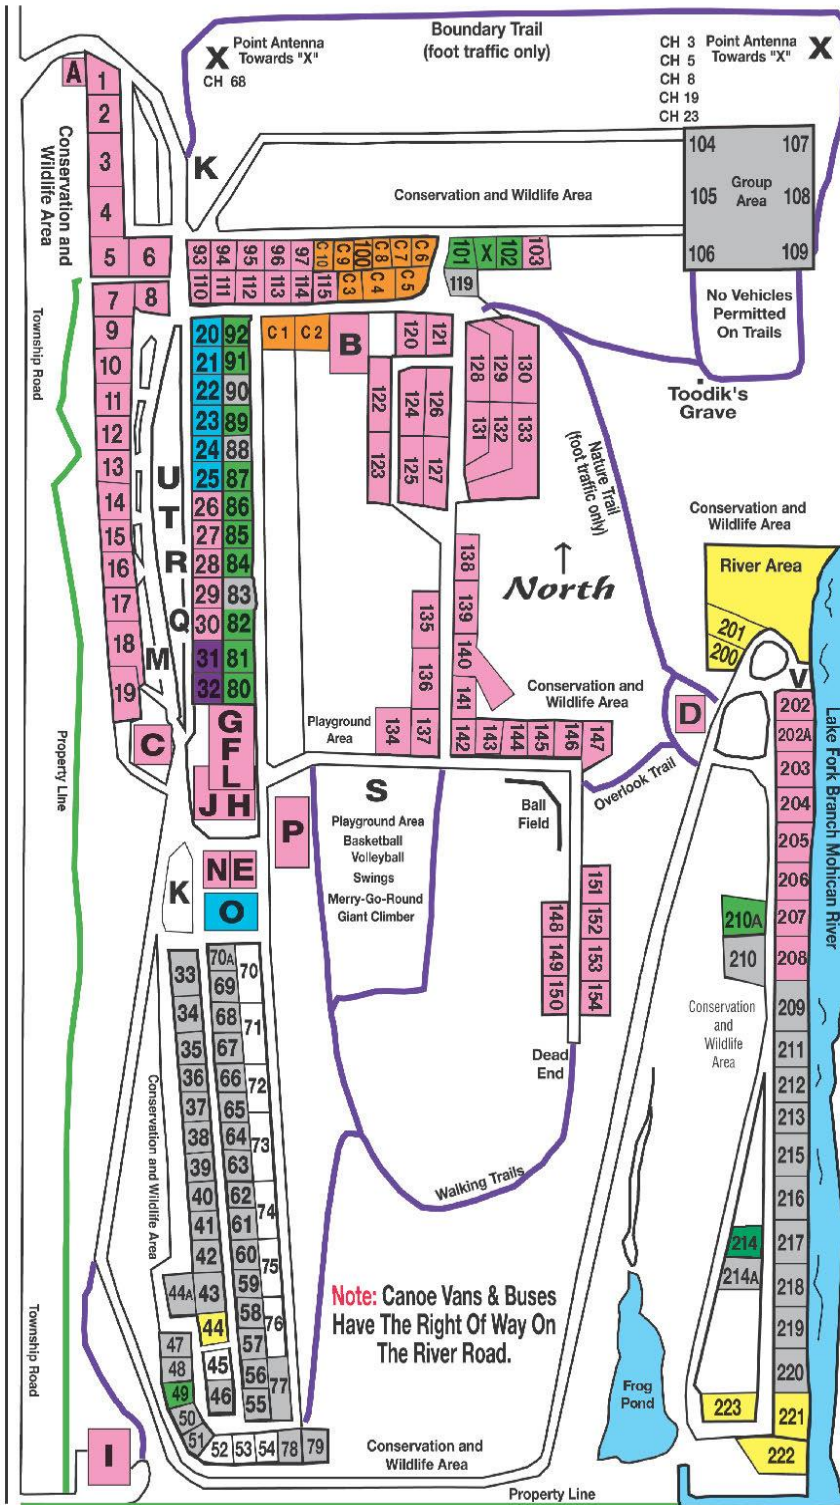 X Point Antenna
Towards "X"
CH 68
Boundary Trail
(foot traffic only)
CH 3
CH 5
CH 8
CH 19
CH 23
Point Antenna
Towards "X" X
A
1
2
3
4
5 6
7 8
9
10
11
12
13
14
15
16
17
18
19
Conservation and
Wildlife Area
Township Road
Property Line
K
Conservation and Wildlife Area
104 107
105 Group
Area 108
106 109
93 94 95 96 97 C 10 C 9 100 C 8 C 7 C 6
110 111 112 113 114 115 C 3 C 4 C 5
101 X 102 103
119
No Vehicles
Permitted
On Trails
Toodik's
Grave
20 92
21 91
22 90
23 89
24 88
25 87
26 86
27 85
28 84
29 83
30 82
31 81
32 80
C 1 C 2
B
120 121
122
123
124 126
125 127
128 129 130
131 132 133
Nature Trail
(foot traffic only)
↑
North
U
T
R
Q
M
C
G
F
L
J H
138
139
140
141
135
136
134 137
142 143 144 145 146 147
Playground
Area
Conservation and
Wildlife Area
Conservation and
Wildlife Area
River Area
201
200
V
D
Overlook Trail
202
202A
203
204
205
206
207
208
209
211
212
213
215
216
217
218
219
220
221
222
223
210A
210
214
214A
Lake Fork Branch Mohican River
Conservation
and
Wildlife
Area
P
S
Playground Area
Basketball
Volleyball
Swings
Merry-Go-Round
Giant Climber
Ball
Field
148
149
150
151
152
153
154
Dead
End
Walking Trails
K
N E
O
33
34
35
36
37
38
39
40
41
42
44A 43
44
45
46
47
48
49
50
51
52 53 54 78 79
70A 70
69
68 71
67
66 72
65
64 73
63
62 74
61
60 75
59
58 76
57
56 77
55
Conservation and Wildlife Area
Note: Canoe Vans & Buses
Have The Right Of Way On
The River Road.
Frog
Pond
Township Road
I
Conservation and
Wildlife Area
Property Line